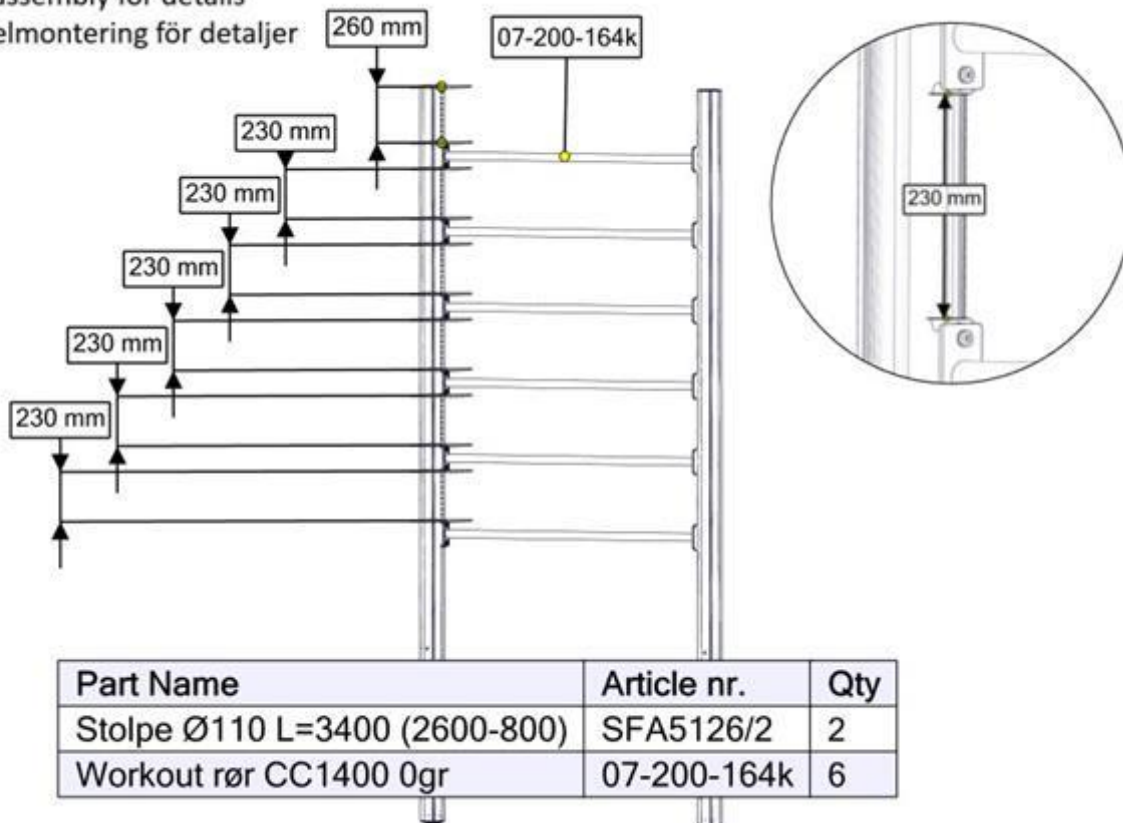 assembly for details
elmontering för detaljer
260 mm
07-200-164k
230 mm
230 mm
230 mm
230 mm
230 mm
230 mm
Part Name Article nr. Qty
Stolpe Ø110 L=3400 (2600-800) SFA5126/2 2
Workout rør CC1400 0gr 07-200-164k 6